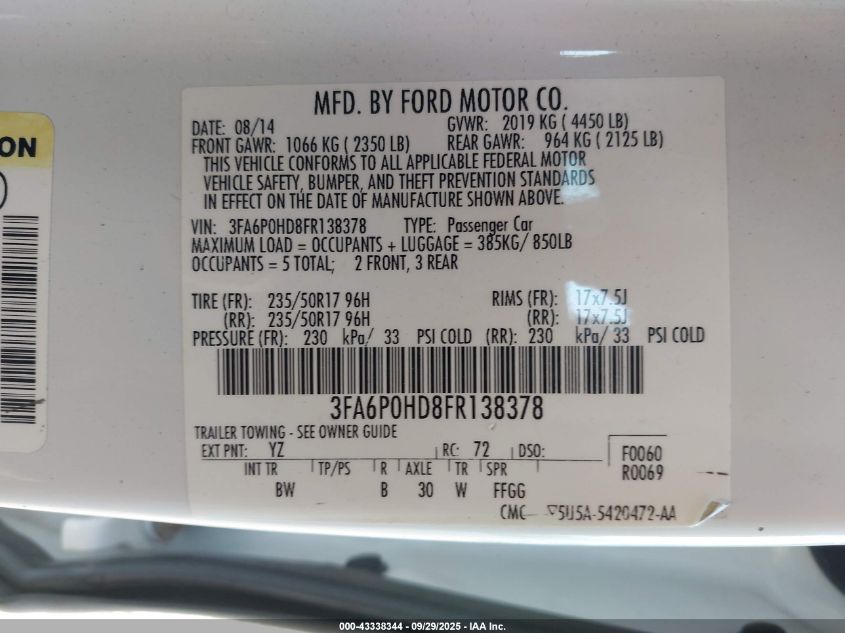 ON
MFD. BY FORD MOTOR CO.
DATE: 08/14 GVWR: 2019 KG ( 4450 LB)
FRONT GAWR: 1066 KG ( 2350 LB) REAR GAWR: 964 KG ( 2125 LB)
THIS VEHICLE CONFORMS TO ALL APPLICABLE FEDERAL MOTOR
VEHICLE SAFETY, BUMPER, AND THEFT PREVENTION STANDARDS
IN EFFECT ON THE DATE OF MANUFACTURE SHOWN ABOVE.
VIN: 3FA6P0HD8FR138378 TYPE: Passenger Car
MAXIMUM LOAD = OCCUPANTS + LUGGAGE = 385KG/ 850LB
OCCUPANTS = 5 TOTAL; 2 FRONT, 3 REAR
TIRE (FR): 235/50R17 96H RIMS (FR): 17x7.5J
(RR): 235/50R17 96H (RR): 17x7.5J
PRESSURE (FR): 230 kPa/ 33 PSI COLD (RR): 230 kPa/ 33 PSI COLD
3FA6P0HD8FR138378
TRAILER TOWING - SEE OWNER GUIDE
EXT PNT: YZ RC: 72 DSO: F0060
INT TR TP/PS R AXLE TR SPR R0069
BW B 30 W FFGG
CMC 5U5A-5420472-AA
000-43338344 - 09/29/2025 - IAA Inc.